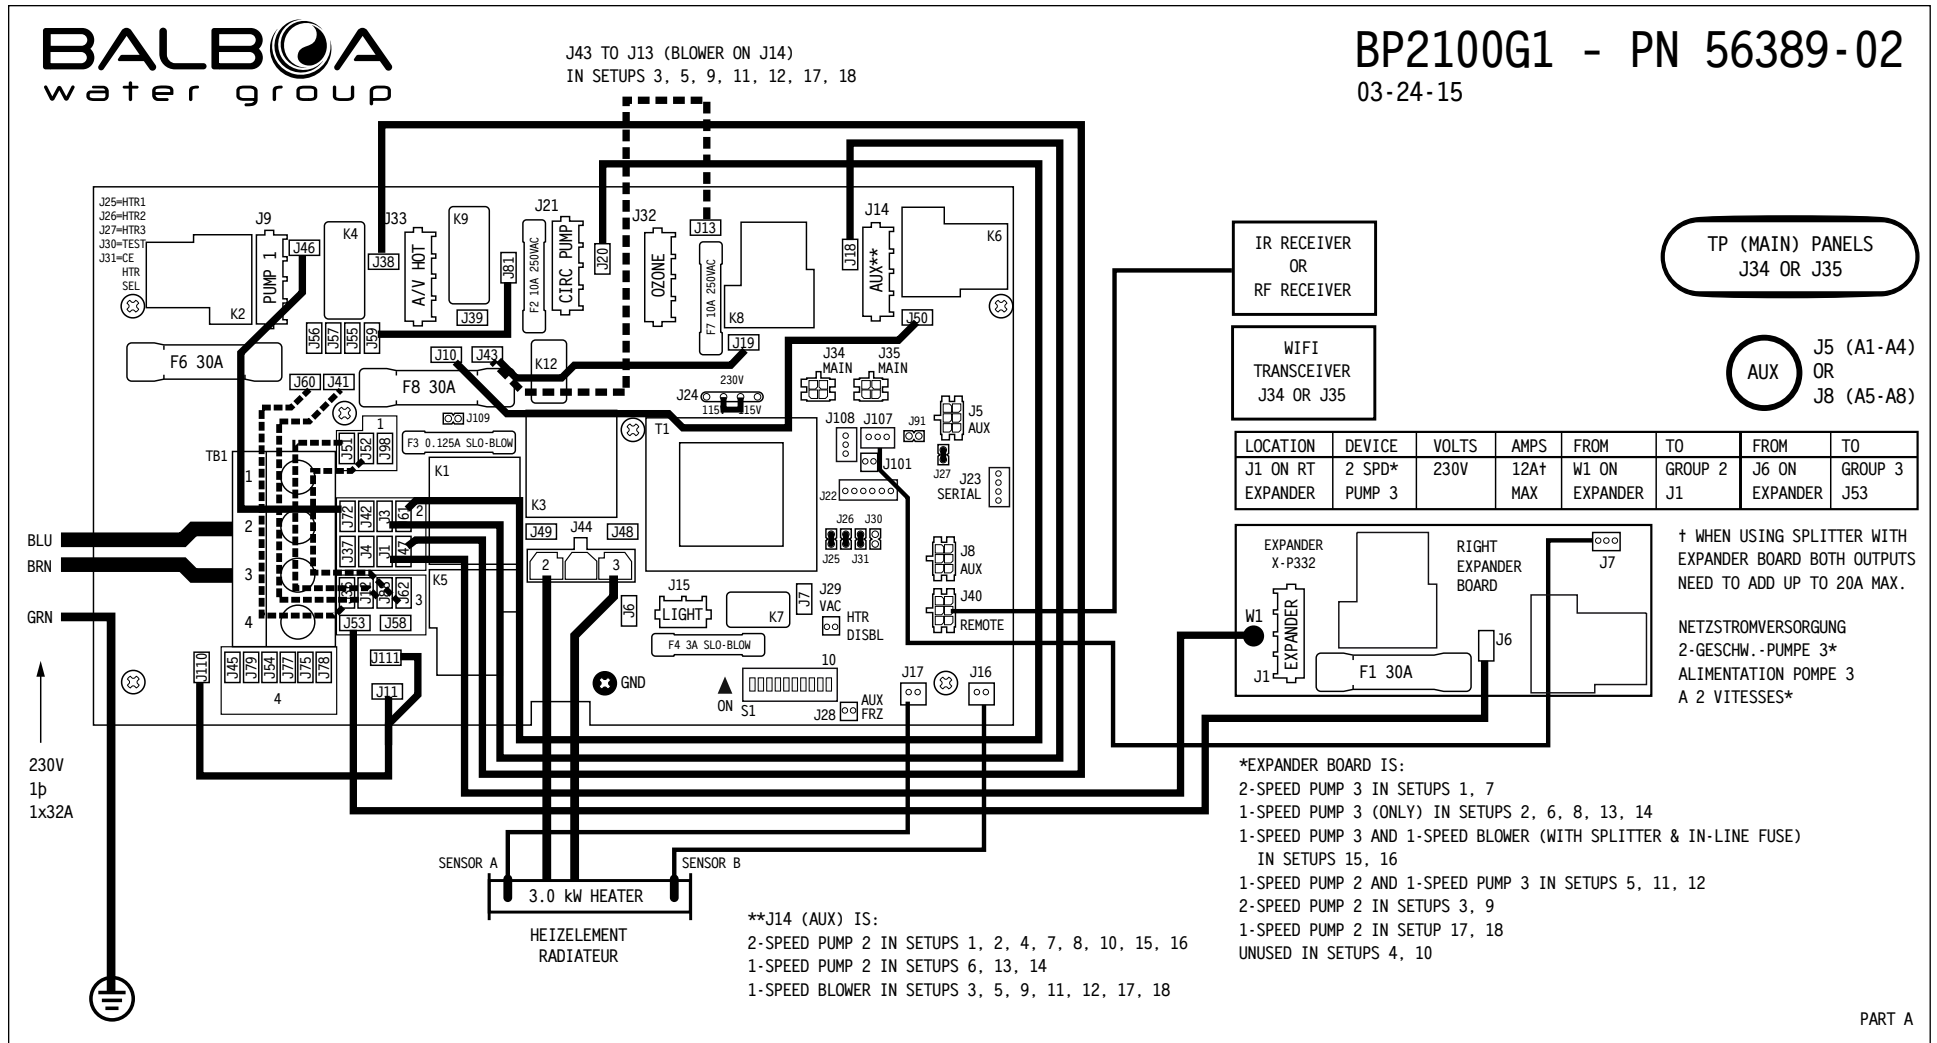 BALBOA
water group
J43 TO J13 (BLOWER ON J14)
IN SETUPS 3, 5, 9, 11, 12, 17, 18
BP2100G1 - PN 56389-02
03-24-15
J25=HTR1
J26=HTR2
J27=HTR3
J30=TEST
J31=CE
HTR
SEL
J9
PUMP 1
K2
J46
K4
J38
J33
A/V HOT
K9
J39
J81
J21
F2 10A 250VAC
CIRC PUMP
J20
J32
OZONE
J13
F7 10A 250VAC
K8
J19
J18
J14
AUX**
K6
J50
J56
J57
J55
J59
F6 30A
J10
J43
K12
J60
J41
F8 30A
J24
230V
115V
115V
J34
MAIN
J35
MAIN
J109
F3 0.125A SLO-BLOW
T1
J108
J107
J91
J5
AUX
J101
J27
J22
J23
SERIAL
TB1
1
2
3
4
1
J51
J52
J98
K1
K3
J72
J42
J3
J61
2
J37
J4
J1
J47
K5
J62
3
J53
J58
J49
J44
J48
2
3
J26
J30
J25
J31
J8
AUX
J40
REMOTE
J6
J15
LIGHT
K7
J7
J29
VAC
HTR
DISBL
F4 3A SLO-BLOW
J110
J45
J79
J54
J77
J75
J78
4
J111
J11
GND
ON
S1
10
J28
AUX
FRZ
J17
J16
BLU
BRN
GRN
230V
1þ
1x32A
SENSOR A
SENSOR B
3.0 kW HEATER
HEIZELEMENT
RADIATEUR
IR RECEIVER
OR
RF RECEIVER
WIFI
TRANSCEIVER
J34 OR J35
TP (MAIN) PANELS
J34 OR J35
AUX
J5 (A1-A4)
OR
J8 (A5-A8)
LOCATION DEVICE VOLTS AMPS FROM TO FROM TO
J1 ON RT 2 SPD* 230V 12A† W1 ON GROUP 2 J6 ON GROUP 3
EXPANDER PUMP 3 MAX EXPANDER J1 EXPANDER J53
EXPANDER
X-P332
RIGHT
EXPANDER
BOARD
J7
W1
EXPANDER
J1
F1 30A
J6
† WHEN USING SPLITTER WITH
EXPANDER BOARD BOTH OUTPUTS
NEED TO ADD UP TO 20A MAX.
NETZSTROMVERSORGUNG
2-GESCHW.-PUMPE 3*
ALIMENTATION POMPE 3
A 2 VITESSES*
*EXPANDER BOARD IS:
2-SPEED PUMP 3 IN SETUPS 1, 7
1-SPEED PUMP 3 (ONLY) IN SETUPS 2, 6, 8, 13, 14
1-SPEED PUMP 3 AND 1-SPEED BLOWER (WITH SPLITTER & IN-LINE FUSE)
IN SETUPS 15, 16
1-SPEED PUMP 2 AND 1-SPEED PUMP 3 IN SETUPS 5, 11, 12
2-SPEED PUMP 2 IN SETUPS 3, 9
1-SPEED PUMP 2 IN SETUP 17, 18
UNUSED IN SETUPS 4, 10
**J14 (AUX) IS:
2-SPEED PUMP 2 IN SETUPS 1, 2, 4, 7, 8, 10, 15, 16
1-SPEED PUMP 2 IN SETUPS 6, 13, 14
1-SPEED BLOWER IN SETUPS 3, 5, 9, 11, 12, 17, 18
PART A